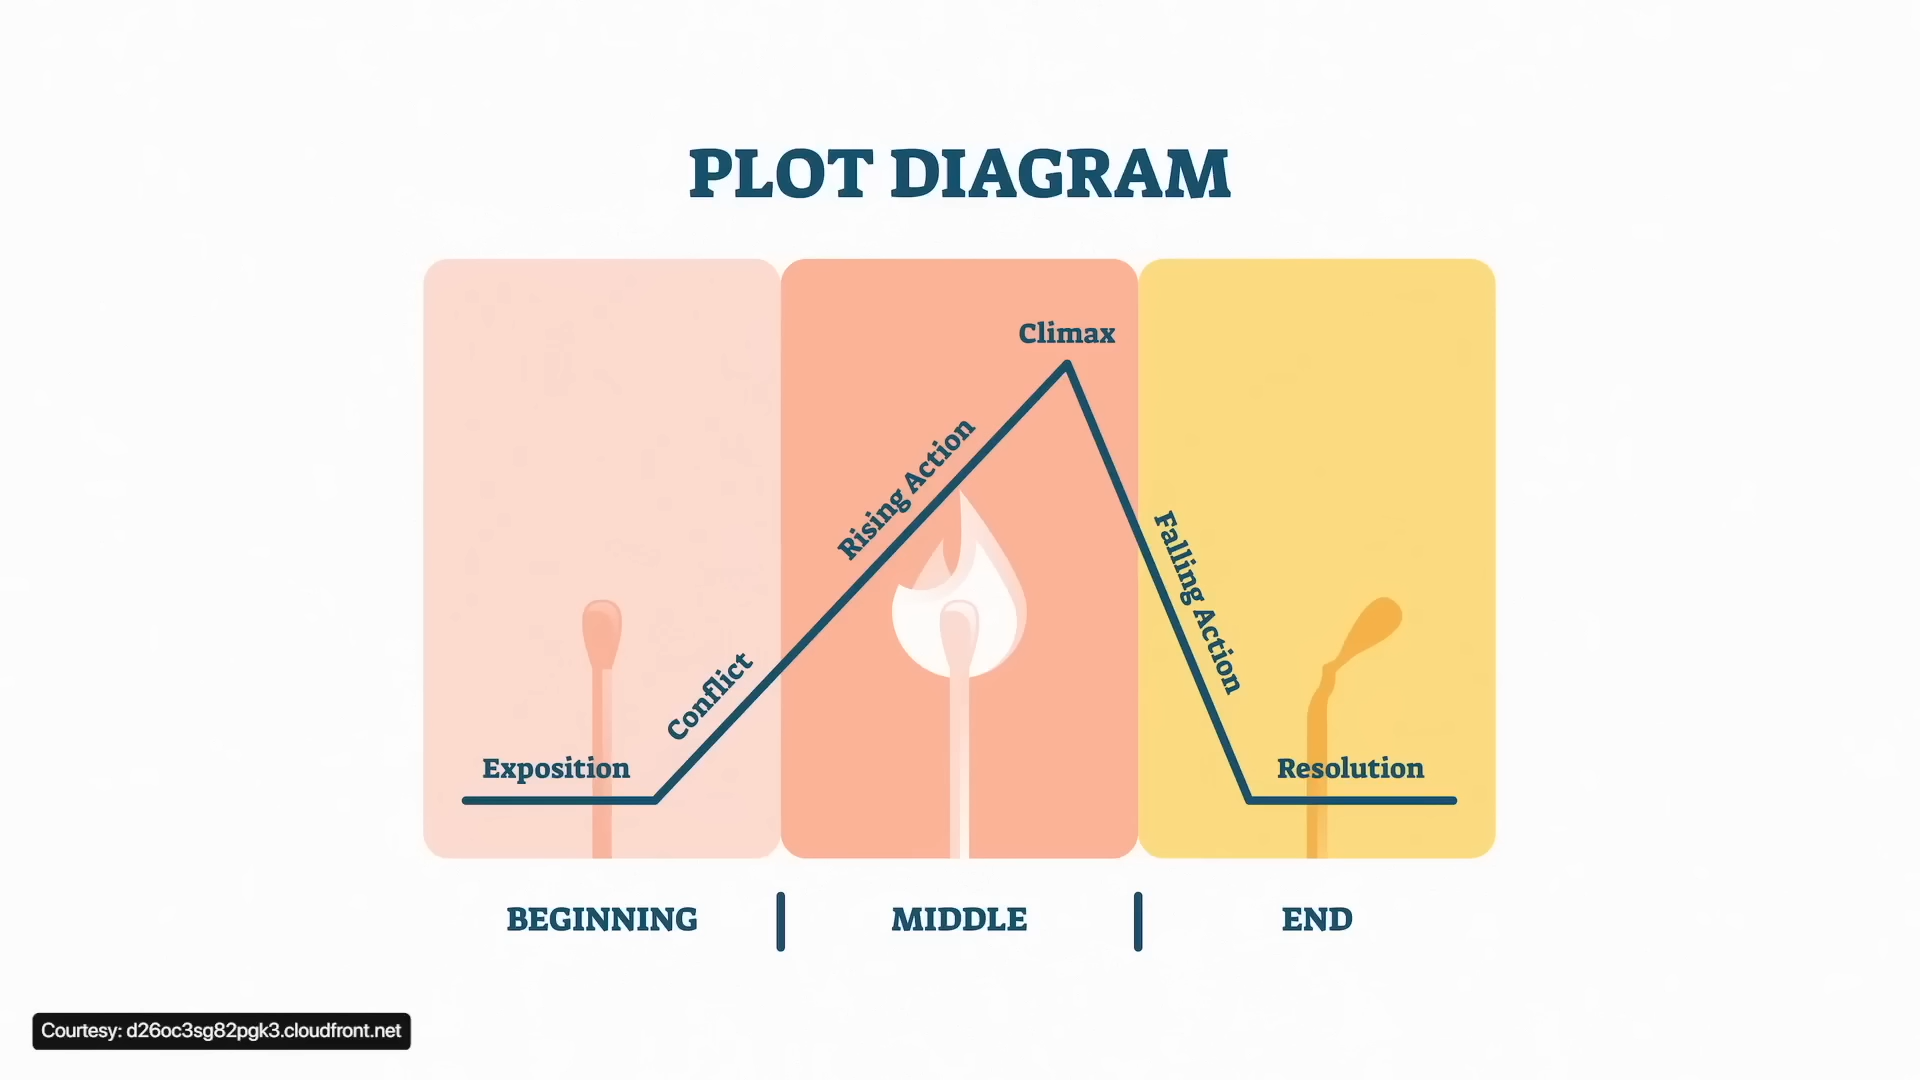 PLOT DIAGRAM
Climax
Rising Action
Falling Action
Conflict
Exposition
Resolution
BEGINNING
MIDDLE
END
Courtesy: d26oc3sg82pgk3.cloudfront.net